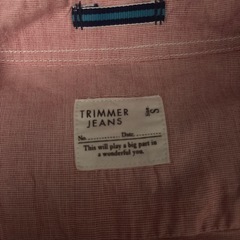 TRIMMER
JEANS
No. Date.
This will play a big part in
a wonderful you.